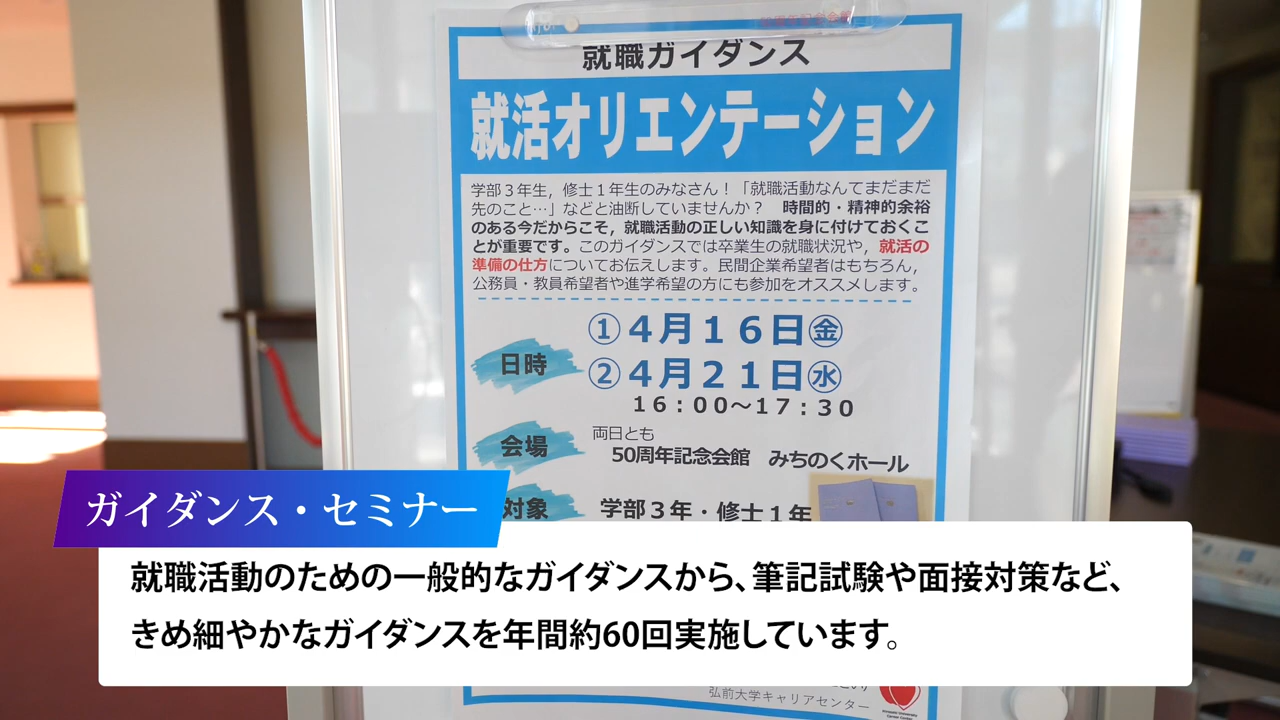 就職ガイダンス
就活オリエンテーション
学部３年生，修士１年生のみなさん！「就職活動なんてまだまだ
先のこと…」などと油断していませんか？　時間的・精神的余裕
のある今だからこそ，就職活動の正しい知識を身に付けておくこ
とが重要です。このガイダンスでは卒業生の就職状況や，就活の
準備の仕方についてお伝えします。民間企業希望者はもちろん，
公務員・教員希望者や進学希望の方にも参加をオススメします。
日時
①４月１６日㊎
②４月２１日㊌
１６：００～１７：３０
会場
両日とも
50周年記念会館　みちのくホール
対象
学部３年・修士１年
ガイダンス・セミナー
就職活動のための一般的なガイダンスから、筆記試験や面接対策など、
きめ細やかなガイダンスを年間約60回実施しています。
弘前大学キャリアセンター